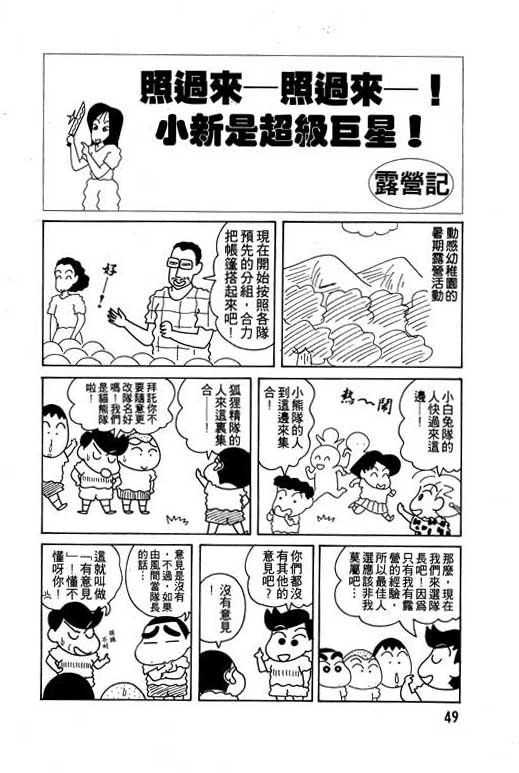 照過來─照過來─！
小新是超級巨星！
露營記
動感幼稚園的
暑期露營活動
現在開始按照各隊
預先的分組，合力
把帳篷搭起來吧！
好─！
小白兔隊的
人快過來這
邊─！
熱～鬧
小熊隊的人
到這邊來集
合！
狐狸精隊的
人來這裏集
合─！
拜託你不
要隨意更
改隊名好
嗎！我們
是貓熊隊
啦！
那麼，現在
我們來選隊
長吧！因為
只有我有露
營的經驗，
所以最佳人
選應該非我
莫屬吧…
你們都沒
有其他的
意見吧？
沒有意見
！
意見是沒有
，不過，如果
由風間當隊長
的話…
這就叫做
「有意見
」！懂不
懂呀你！
49